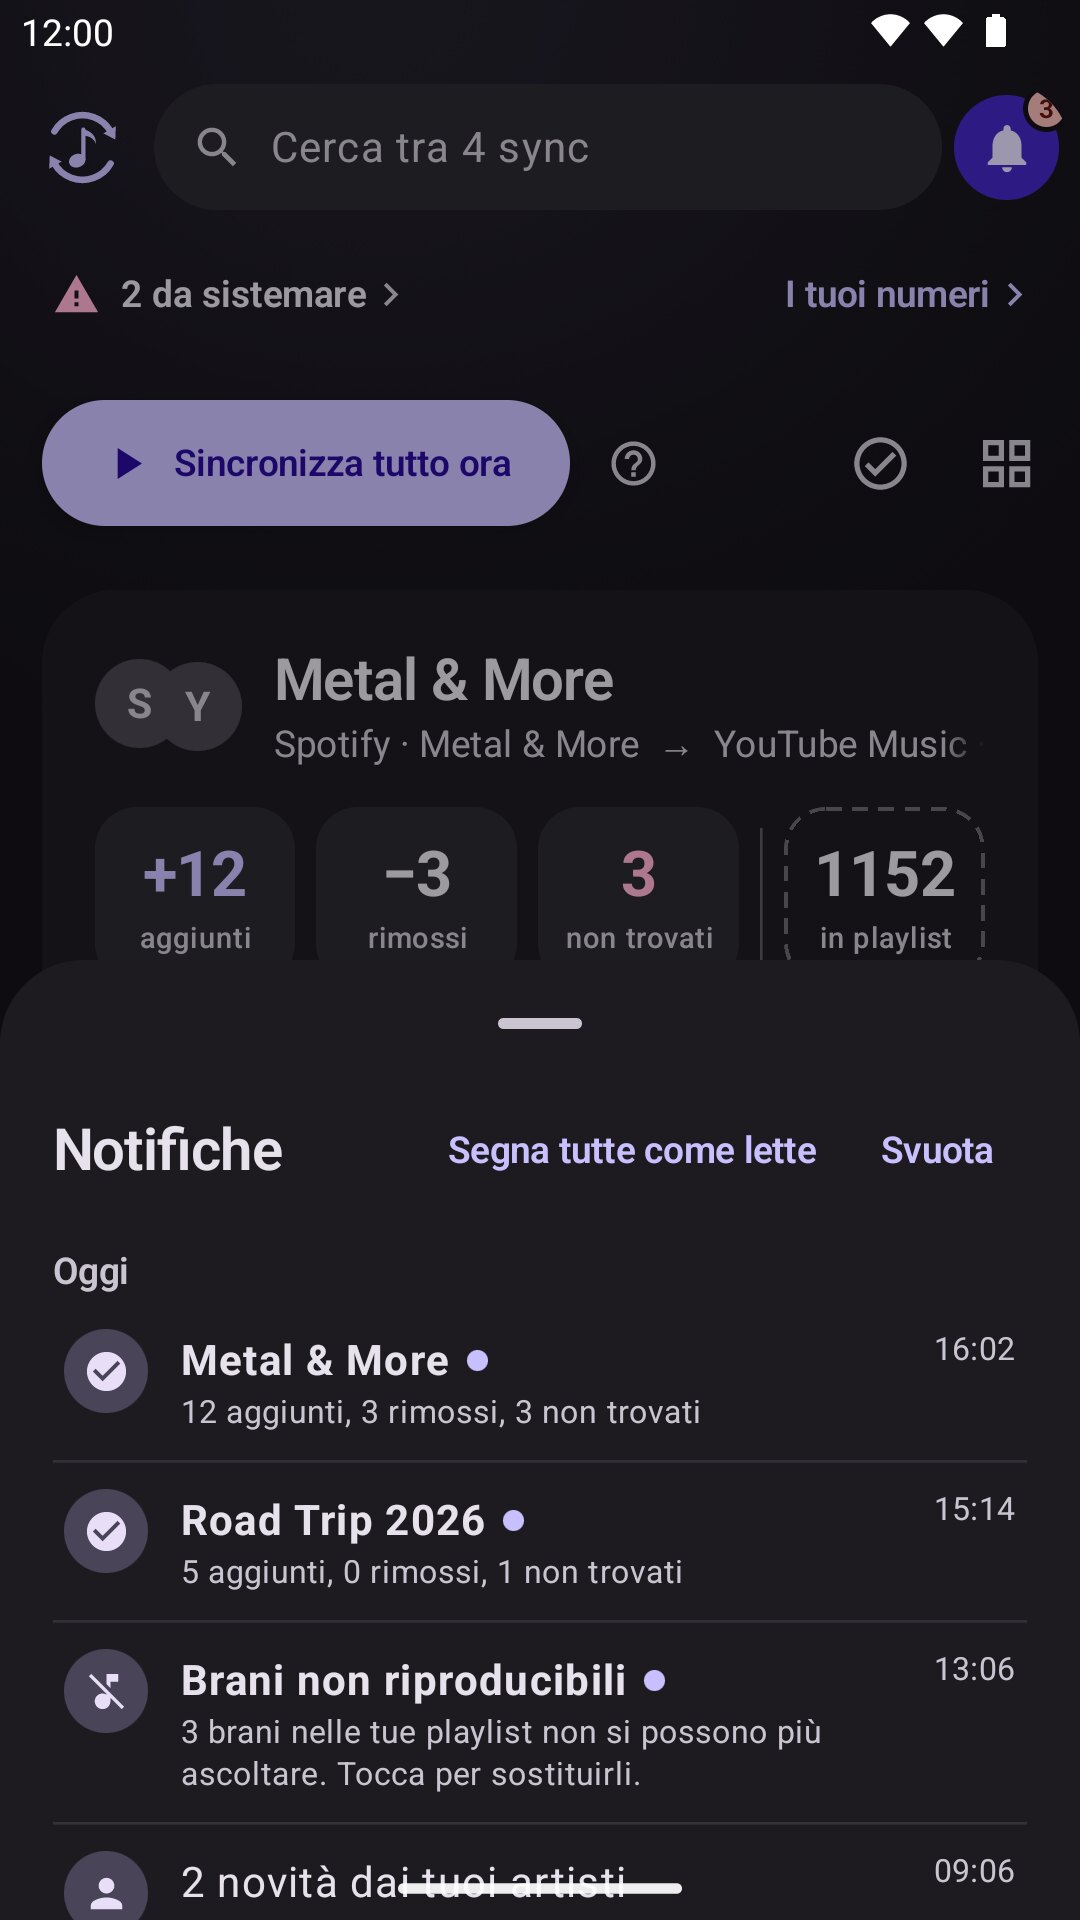 12:00
Cerca tra 4 sync
3
2 da sistemare
I tuoi numeri
Sincronizza tutto ora
S Y
Metal & More
Spotify · Metal & More → YouTube Music
+12
aggiunti
−3
rimossi
3
non trovati
1152
in playlist
Notifiche
Segna tutte come lette
Svuota
Oggi
Metal & More
16:02
12 aggiunti, 3 rimossi, 3 non trovati
Road Trip 2026
15:14
5 aggiunti, 0 rimossi, 1 non trovati
Brani non riproducibili
13:06
3 brani nelle tue playlist non si possono più
ascoltare. Tocca per sostituirli.
2 novità dai tuoi artisti
09:06